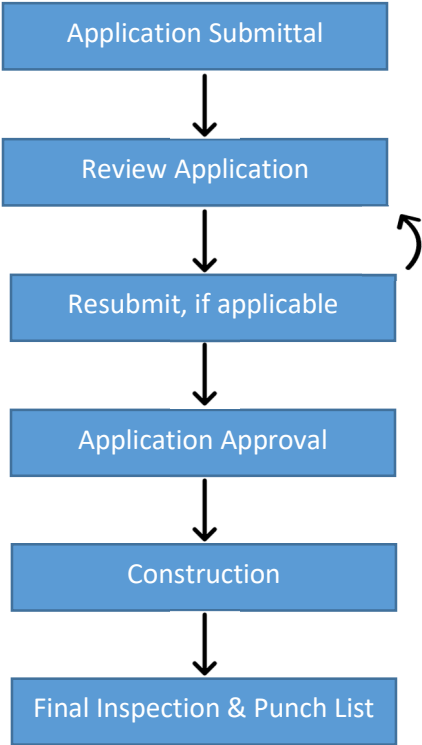 Application Submittal
Review Application
Resubmit, if applicable
Application Approval
Construction
Final Inspection & Punch List